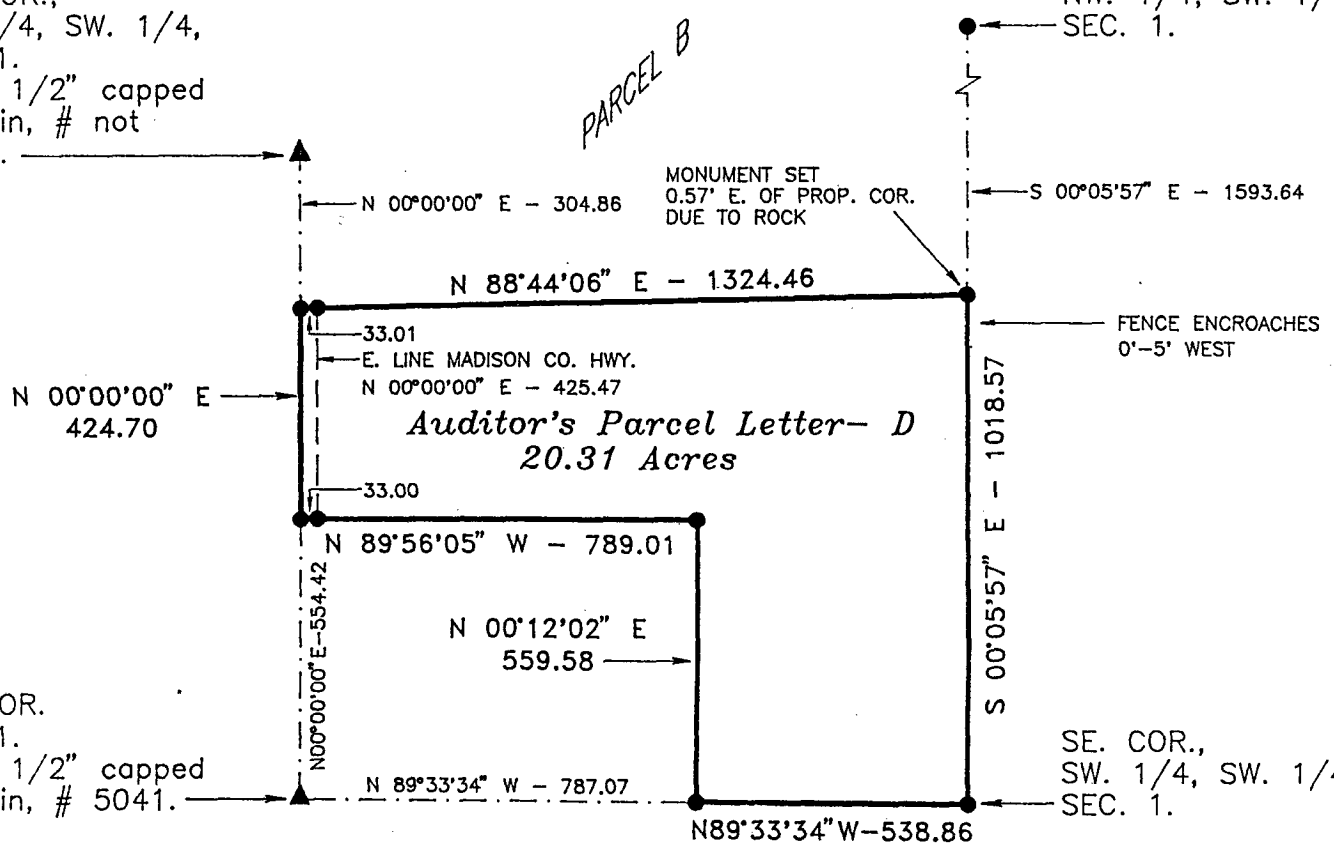 OR.,
1/4, SW. 1/4,
1.
1/2" capped
in, # not
.
PARCEL B
SEC. 1.
MONUMENT SET
0.57' E. OF PROP. COR.
DUE TO ROCK
N 00°00'00" E - 304.86
S 00°05'57" E - 1593.64
N 88°44'06" E - 1324.46
33.01
E. LINE MADISON CO. HWY.
N 00°00'00" E - 425.47
FENCE ENCROACHES
0'-5' WEST
N 00°00'00" E
424.70
Auditor's Parcel Letter- D
20.31 Acres
33.00
N 89°56'05" W - 789.01
S 00°05'57" E - 1018.57
N00°00'00"E-554.42
N 00°12'02" E
559.58
OR.
1.
1/2" capped
in, # 5041.
N 89°33'34" W - 787.07
N89°33'34"W-538.86
SE. COR.,
SW. 1/4, SW. 1/4
SEC. 1.